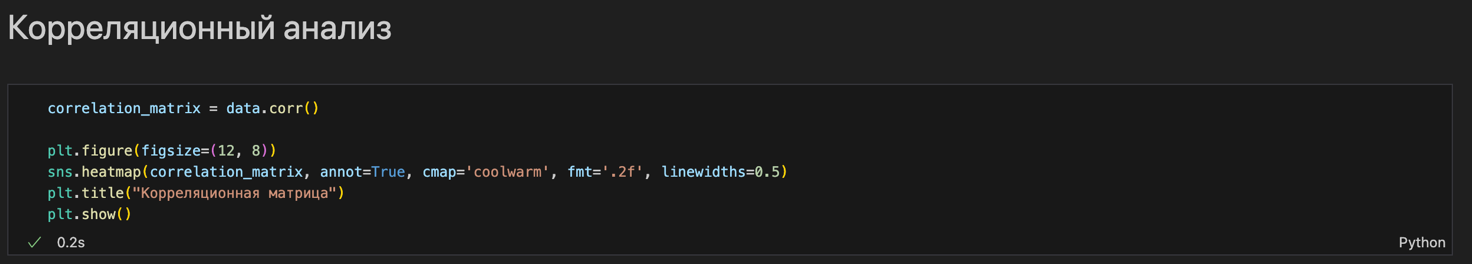 Корреляционный анализ
correlation_matrix = data.corr()
plt.figure(figsize=(12, 8))
sns.heatmap(correlation_matrix, annot=True, cmap='coolwarm', fmt='.2f', linewidths=0.5)
plt.title("Корреляционная матрица")
plt.show()
0.2s
Python